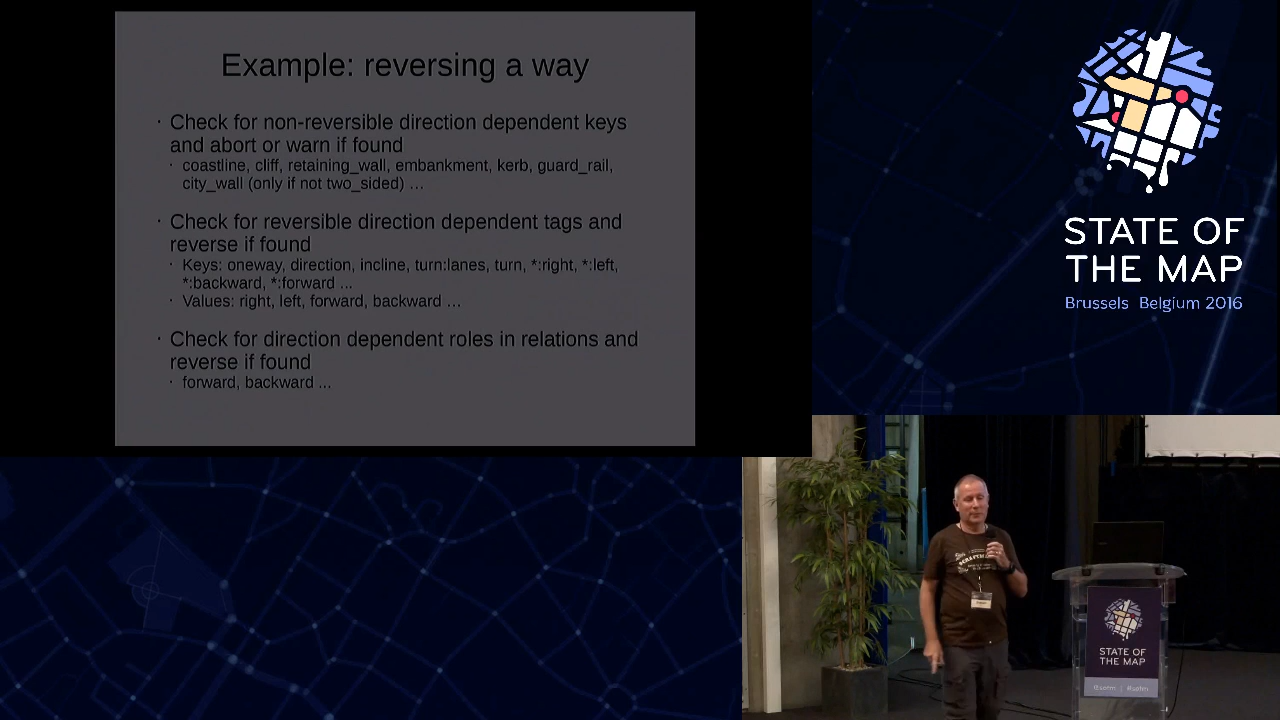 Example: reversing a way
· Check for non-reversible direction dependent keys
and abort or warn if found
· coastline, cliff, retaining_wall, embankment, kerb, guard_rail,
city_wall (only if not two_sided) …
· Check for reversible direction dependent tags and
reverse if found
· Keys: oneway, direction, incline, turn:lanes, turn, *:right, *:left,
*:backward, *:forward ...
· Values: right, left, forward, backward …
· Check for direction dependent roles in relations and
reverse if found
· forward, backward ...
STATE OF
THE MAP
Brussels Belgium 2016
STATE OF
THE MAP